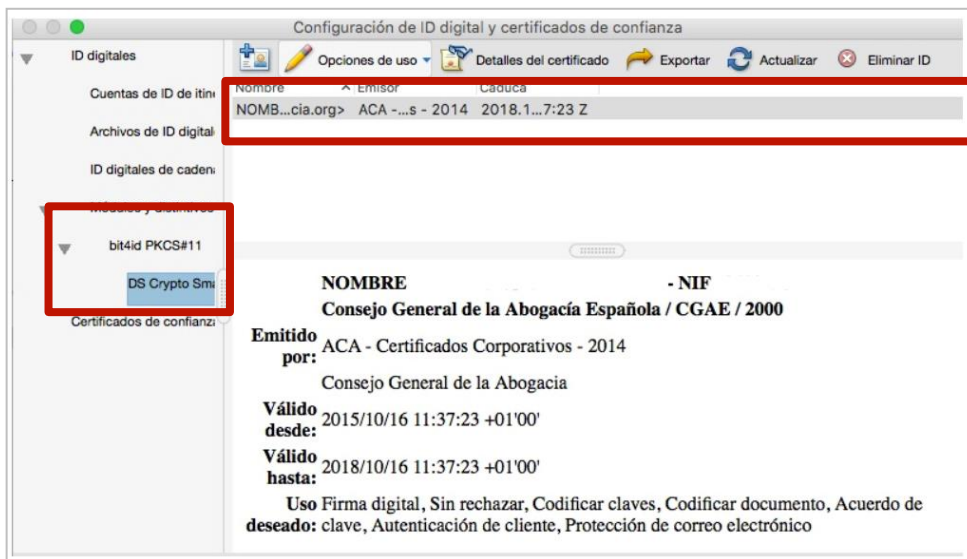 Configuración de ID digital y certificados de confianza
ID digitales
Opciones de uso Detalles del certificado Exportar Actualizar Eliminar ID
Cuentas de ID de itin
Archivos de ID digital
ID digitales de caden
Módulos y distintivos
bit4id PKCS#11
DS Crypto Sma
Certificados de confianz
Nombre Emisor Caduca
NOMB...cia.org> ACA -...s - 2014 2018.1...7:23 Z
NOMBRE - NIF
Consejo General de la Abogacía Española / CGAE / 2000
Emitido por: ACA - Certificados Corporativos - 2014
Consejo General de la Abogacia
Válido desde: 2015/10/16 11:37:23 +01'00'
Válido hasta: 2018/10/16 11:37:23 +01'00'
Uso Firma digital, Sin rechazar, Codificar claves, Codificar documento, Acuerdo de
deseado: clave, Autenticación de cliente, Protección de correo electrónico